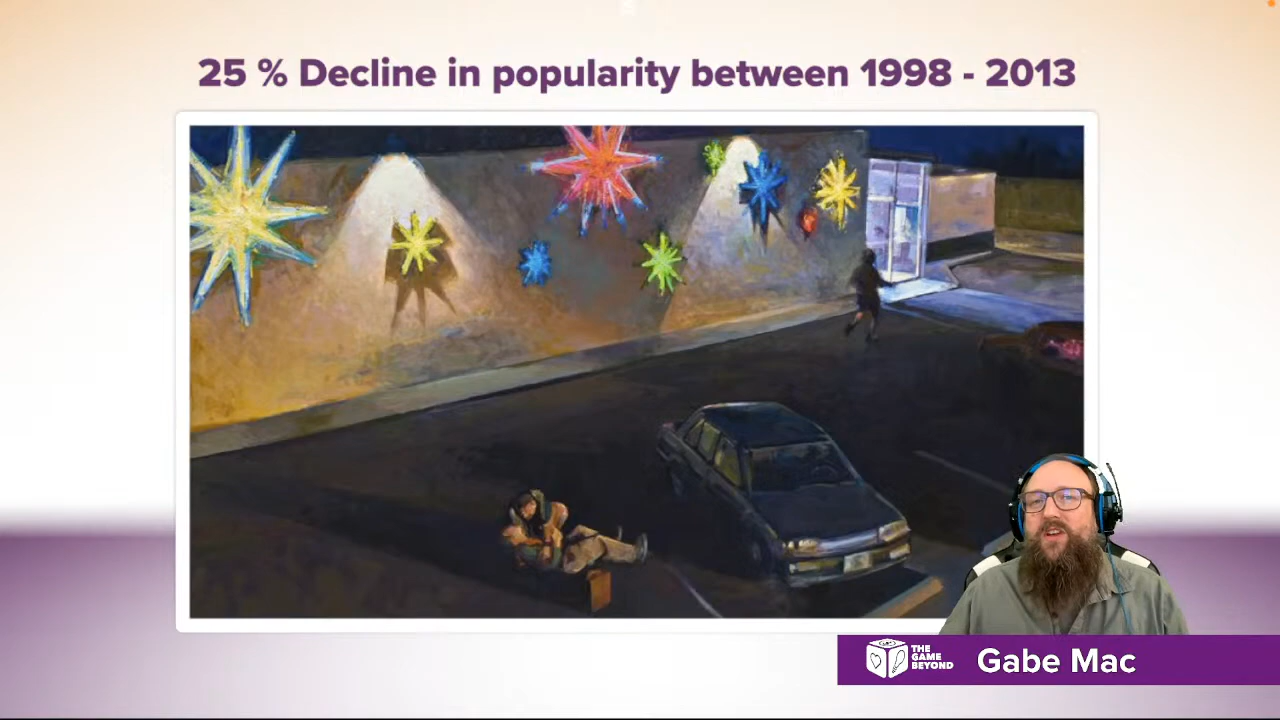 25 % Decline in popularity between 1998 - 2013
THE
GAME
BEYOND
Gabe Mac